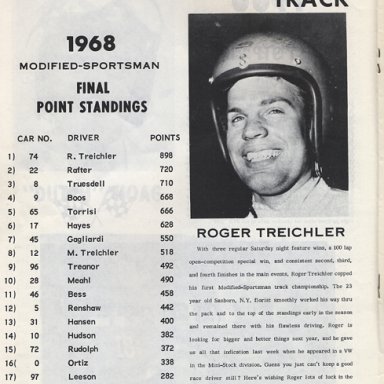 TRACK
1968
MODIFIED-SPORTSMAN
FINAL
POINT STANDINGS
CAR NO. DRIVER POINTS
1) 74 R. Treichler 898
2) 22 Rafter 720
3) 8 Truesdell 710
4) 9 Boos 668
5) 65 Torrisi 666
6) 17 Hayes 628
7) 45 Gagliardi 550
8) 12 M. Treichler 518
9) 96 Treanor 492
10) 28 Meahl 490
11) 46 Bess 458
12) 5 Renshaw 442
13) 31 Hansen 400
14) 10 Hudson 382
15) 72 Rudolph 372
16) 0 Ortiz 338
17) 97 Leeson 282
ROGER TREICHLER
With three regular Saturday night feature wins, a 100 lap
open-competition special win, and consistent second, third,
and fourth finishes in the main events, Roger Treichler copped
his first Modified-Sportsman track championship. The 23
year old Sanborn, N.Y. florist smoothly worked his way thru
the pack and to the top of the standings early in the season
and remained there with his flawless driving. Roger is
looking for bigger and better things next year, and he gave
us all that indication last week when he appeared in a VW
in the Mini-Stock division. Guess you just can't keep a good
race driver still! Here's wishing Roger lots of luck in the